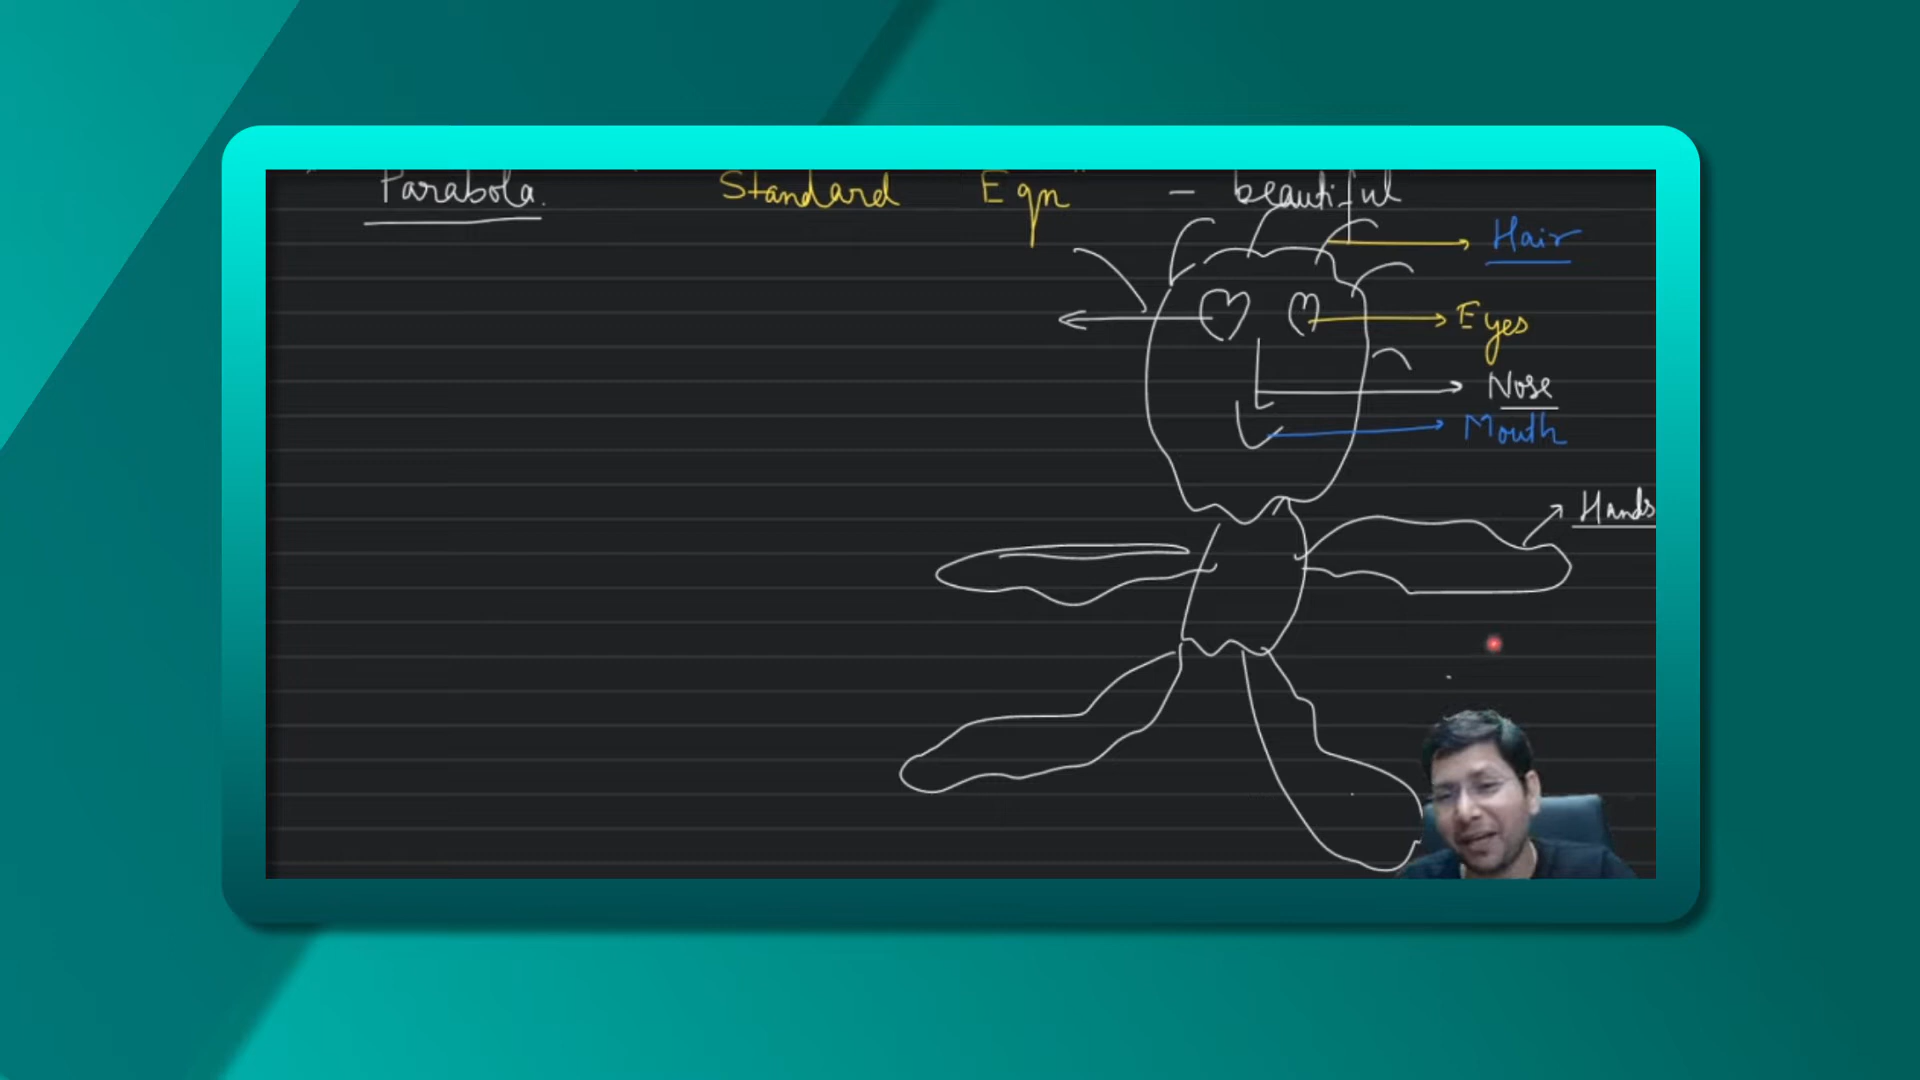 Parabola. Standard Eqn" - beautiful
Hair
Eyes
Nose
Mouth
Hands